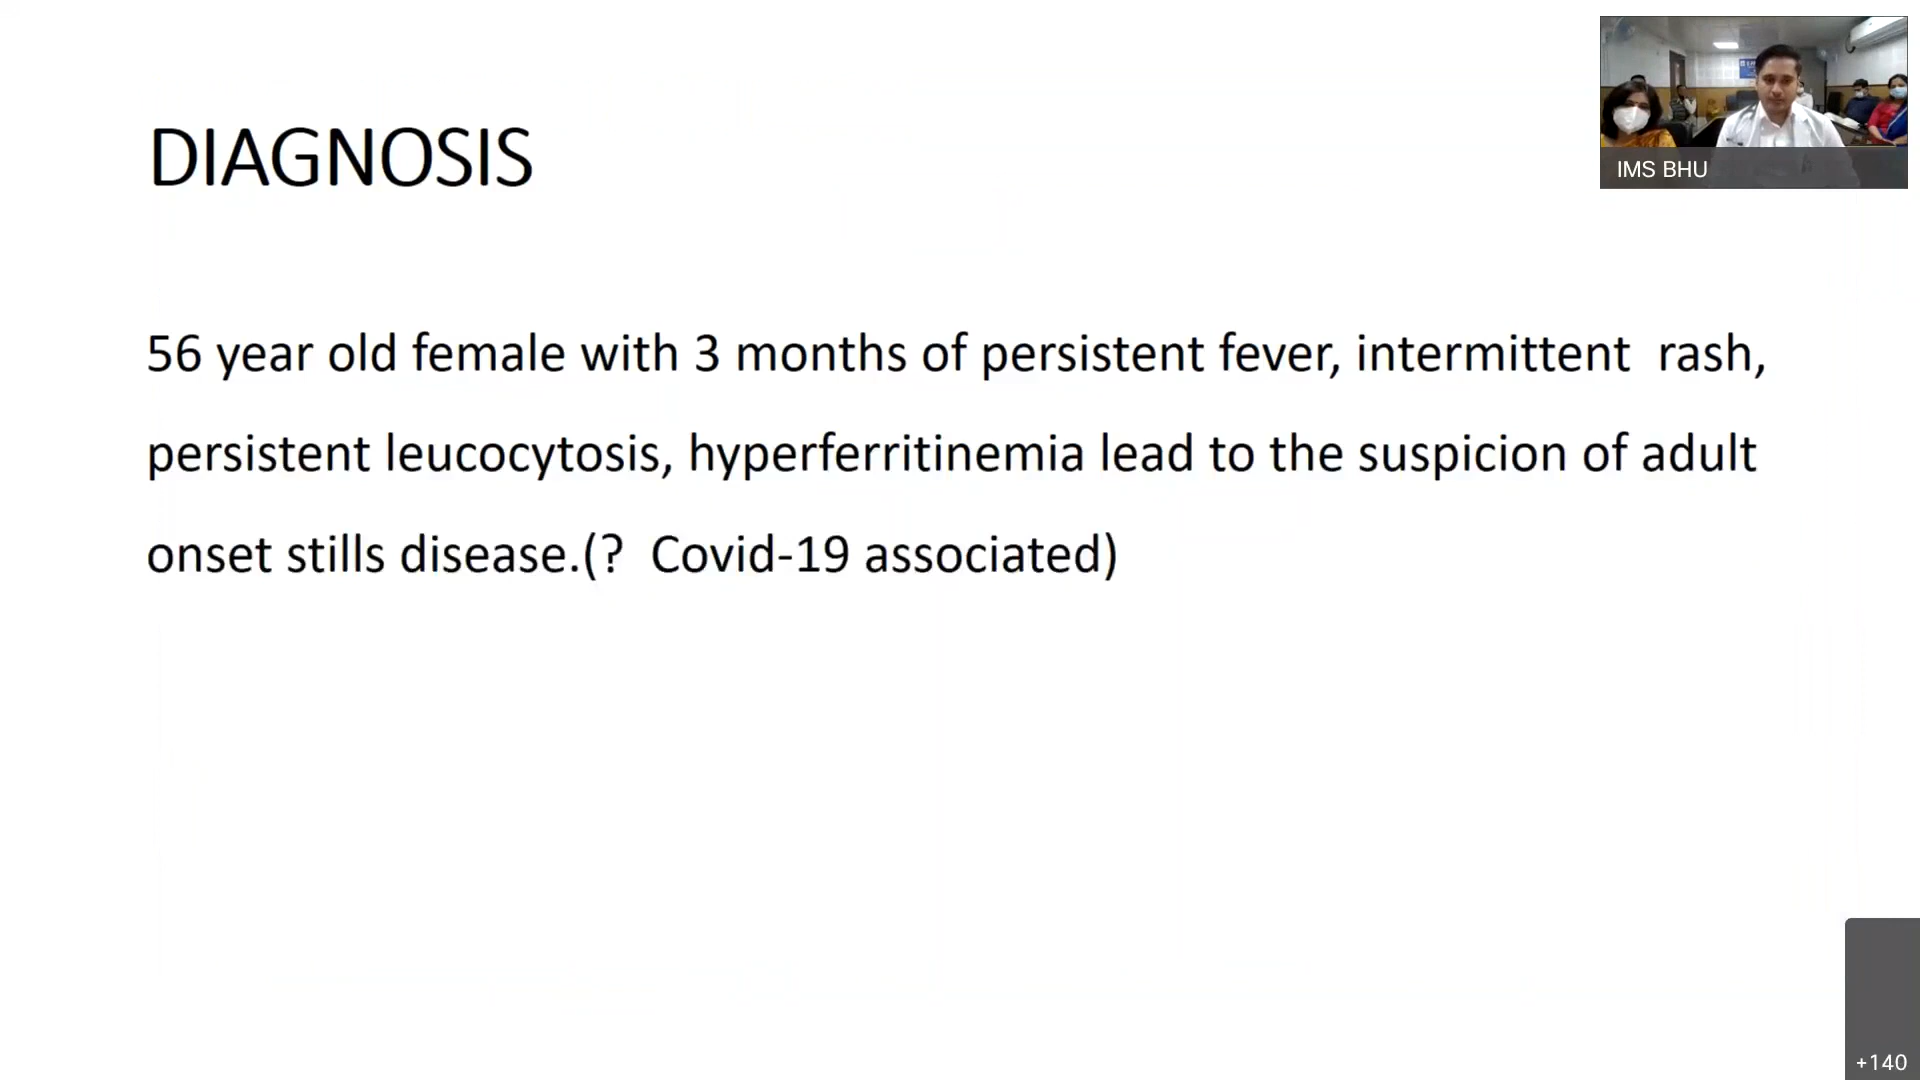 DIAGNOSIS
IMS BHU
56 year old female with 3 months of persistent fever, intermittent  rash,
persistent leucocytosis, hyperferritinemia lead to the suspicion of adult
onset stills disease.(?  Covid-19 associated)
+140